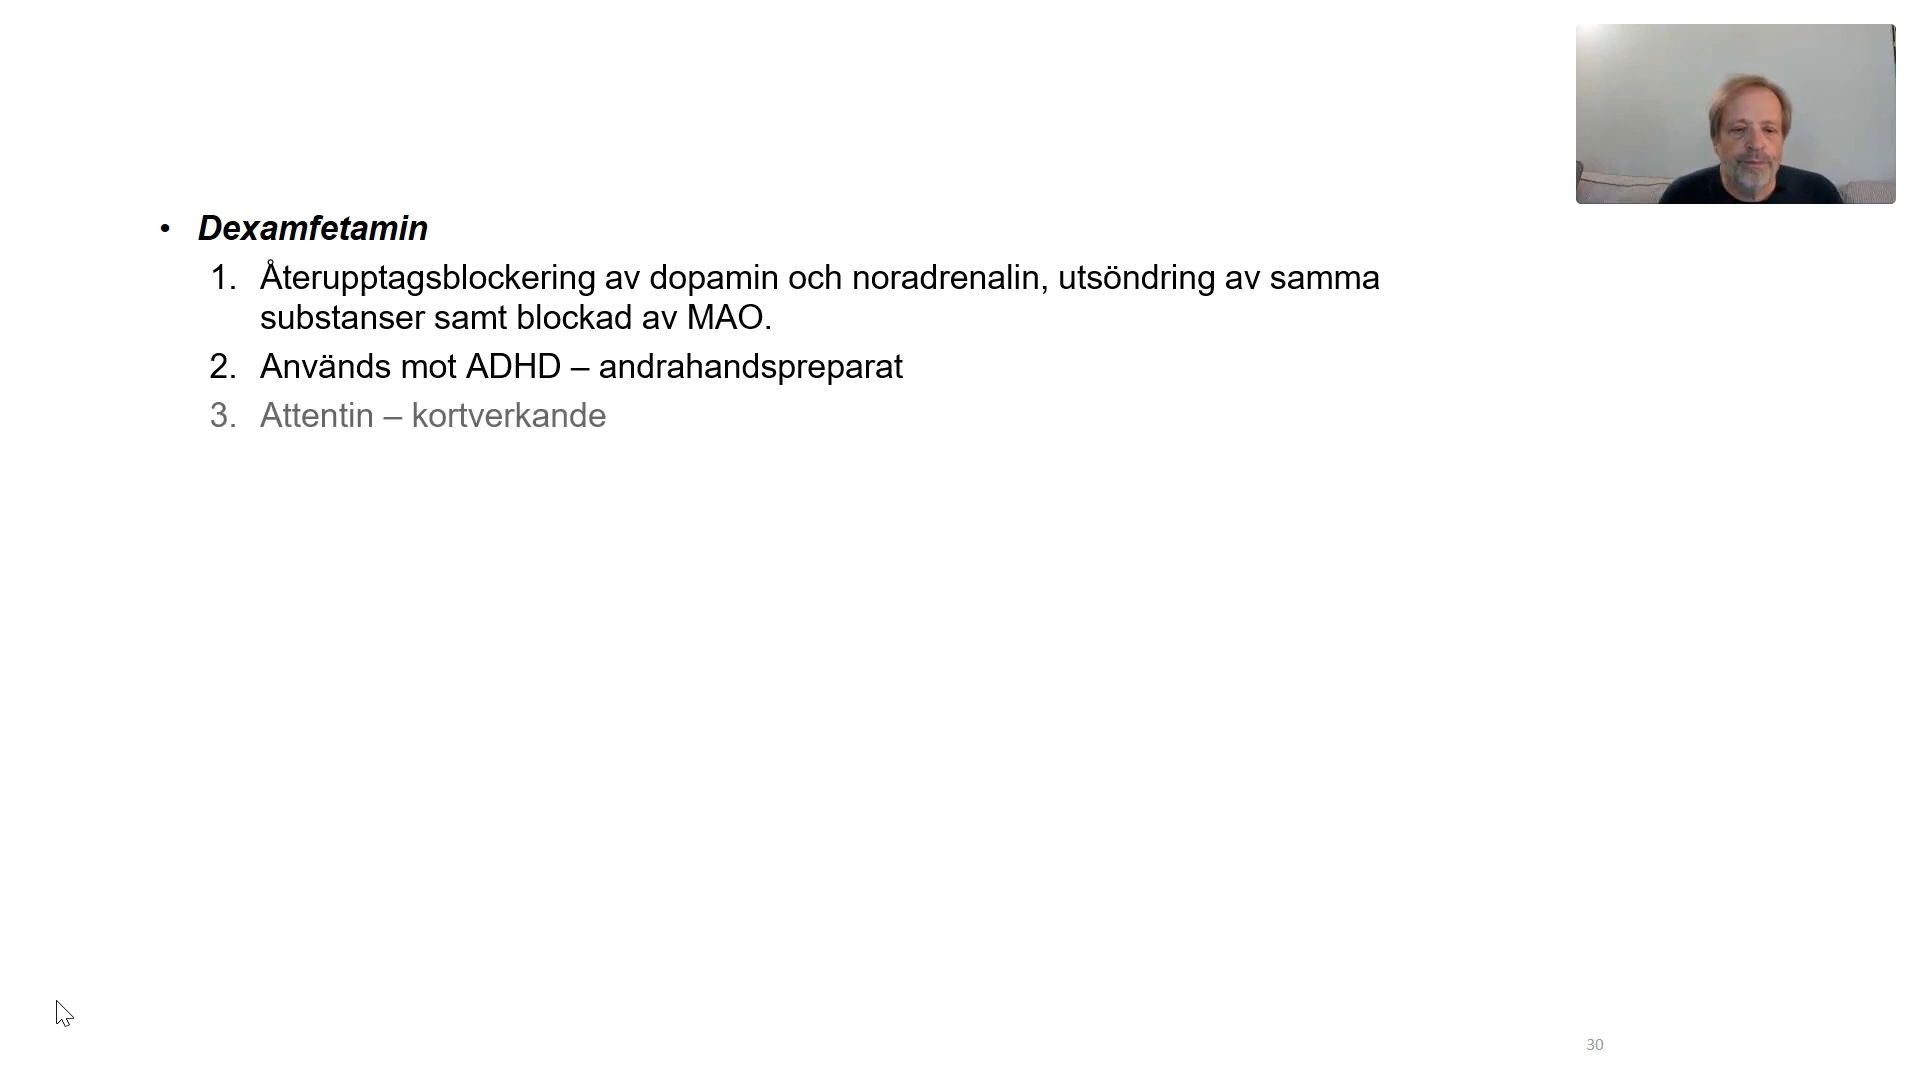 • Dexamfetamin
1. Återupptagsblockering av dopamin och noradrenalin, utsöndring av samma
substanser samt blockad av MAO.
2. Används mot ADHD – andrahandspreparat
3. Attentin – kortverkande
30